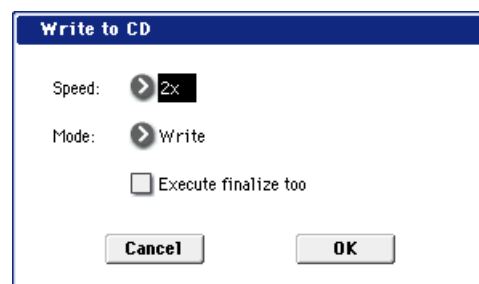 Write to CD
Speed: 2x
Mode: Write
Execute finalize too
Cancel OK